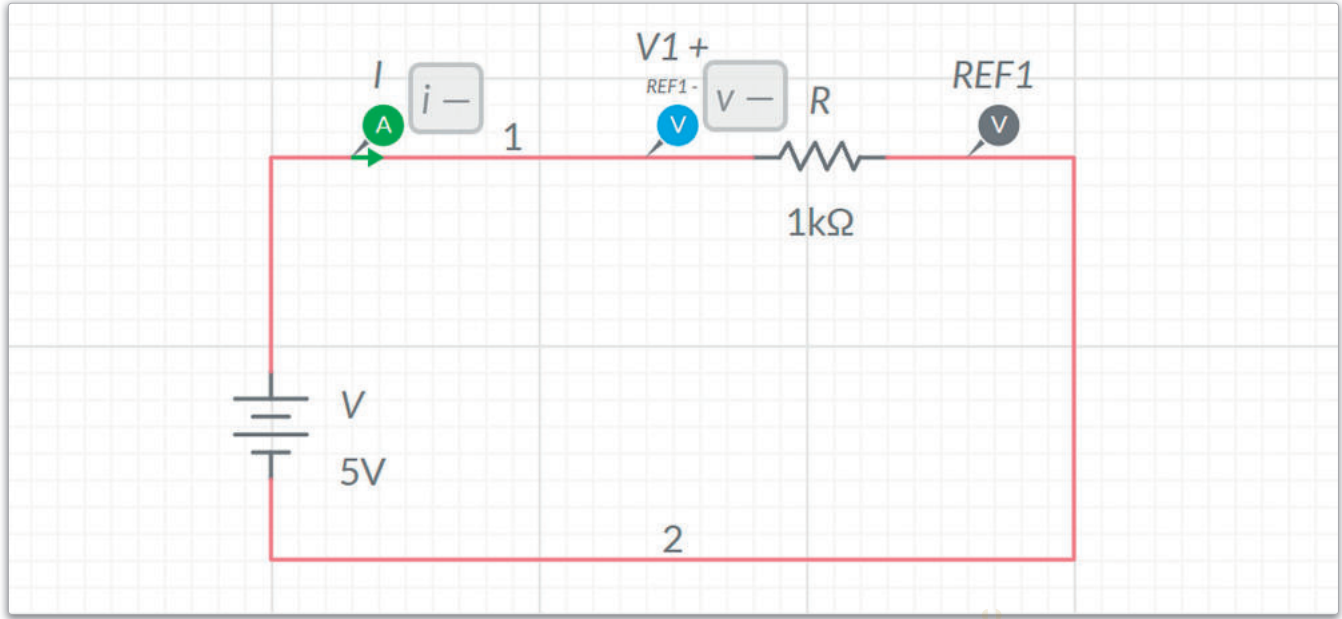 I
i —
A
1
V1 +
REF1 -
V
v —
R
1kΩ
REF1
V
V
5V
2